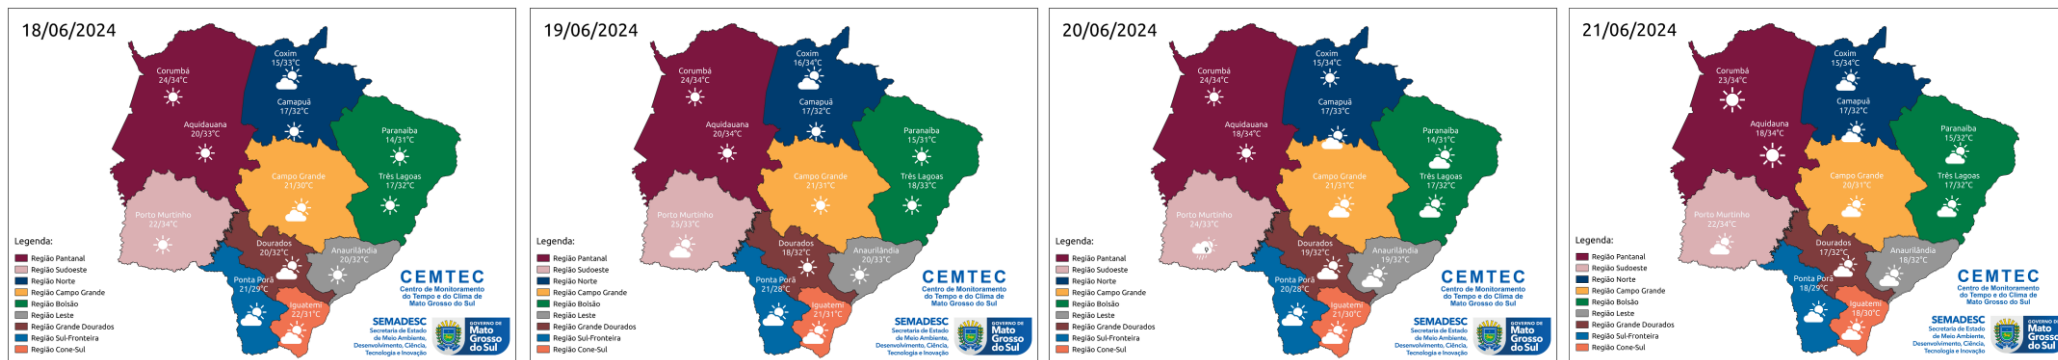 18/06/2024
Coxim
15/33°C
Corumbá
24/34°C
Camapuã
17/32°C
Aquidauana
20/33°C
Paranaíba
14/31°C
Campo Grande
21/30°C
Três Lagoas
17/32°C
Porto Murtinho
22/34°C
Dourados
20/32°C
Anaurilândia
20/32°C
Ponta Porã
21/29°C
Iguatemi
22/31°C
Legenda:
Região Pantanal
Região Sudoeste
Região Norte
Região Campo Grande
Região Bolsão
Região Leste
Região Grande Dourados
Região Sul-Fronteira
Região Cone-Sul
CEMTEC
Centro de Monitoramento
do Tempo e do Clima de
Mato Grosso do Sul
SEMADESC
Secretaria de Estado
de Meio Ambiente,
Desenvolvimento, Ciência,
Tecnologia e Inovação
GOVERNO DE
Mato
Grosso
do Sul
19/06/2024
Coxim
16/34°C
Corumbá
24/34°C
Camapuã
17/32°C
Aquidauana
20/34°C
Paranaíba
15/31°C
Campo Grande
21/31°C
Três Lagoas
18/33°C
Porto Murtinho
25/33°C
Dourados
18/32°C
Anaurilândia
20/33°C
Ponta Porã
21/28°C
Iguatemi
21/31°C
Legenda:
Região Pantanal
Região Sudoeste
Região Norte
Região Campo Grande
Região Bolsão
Região Leste
Região Grande Dourados
Região Sul-Fronteira
Região Cone-Sul
CEMTEC
Centro de Monitoramento
do Tempo e do Clima de
Mato Grosso do Sul
SEMADESC
Secretaria de Estado
de Meio Ambiente,
Desenvolvimento, Ciência,
Tecnologia e Inovação
GOVERNO DE
Mato
Grosso
do Sul
20/06/2024
Coxim
15/34°C
Corumbá
24/34°C
Camapuã
17/33°C
Aquidauana
18/34°C
Paranaíba
14/31°C
Campo Grande
21/31°C
Três Lagoas
17/32°C
Porto Murtinho
24/33°C
Dourados
19/32°C
Anaurilândia
19/32°C
Ponta Porã
20/28°C
Iguatemi
21/30°C
Legenda:
Região Pantanal
Região Sudoeste
Região Norte
Região Campo Grande
Região Bolsão
Região Leste
Região Grande Dourados
Região Sul-Fronteira
Região Cone-Sul
CEMTEC
Centro de Monitoramento
do Tempo e do Clima de
Mato Grosso do Sul
SEMADESC
Secretaria de Estado
de Meio Ambiente,
Desenvolvimento, Ciência,
Tecnologia e Inovação
GOVERNO DE
Mato
Grosso
do Sul
21/06/2024
Coxim
15/34°C
Corumbá
23/34°C
Camapuã
17/32°C
Aquidauna
18/34°C
Paranaíba
15/32°C
Campo Grande
20/31°C
Três Lagoas
17/32°C
Porto Murtinho
22/34°C
Dourados
17/32°C
Anaurilândia
18/32°C
Ponta Porã
18/29°C
Iguatemi
18/30°C
Legenda:
Região Pantanal
Região Sudoeste
Região Norte
Região Campo Grande
Região Bolsão
Região Leste
Região Grande Dourados
Região Sul-Fronteira
Região Cone-Sul
CEMTEC
Centro de Monitoramento
do Tempo e do Clima de
Mato Grosso do Sul
SEMADESC
Secretaria de Estado
de Meio Ambiente,
Desenvolvimento, Ciência,
Tecnologia e Inovação
GOVERNO DE
Mato
Grosso
do Sul